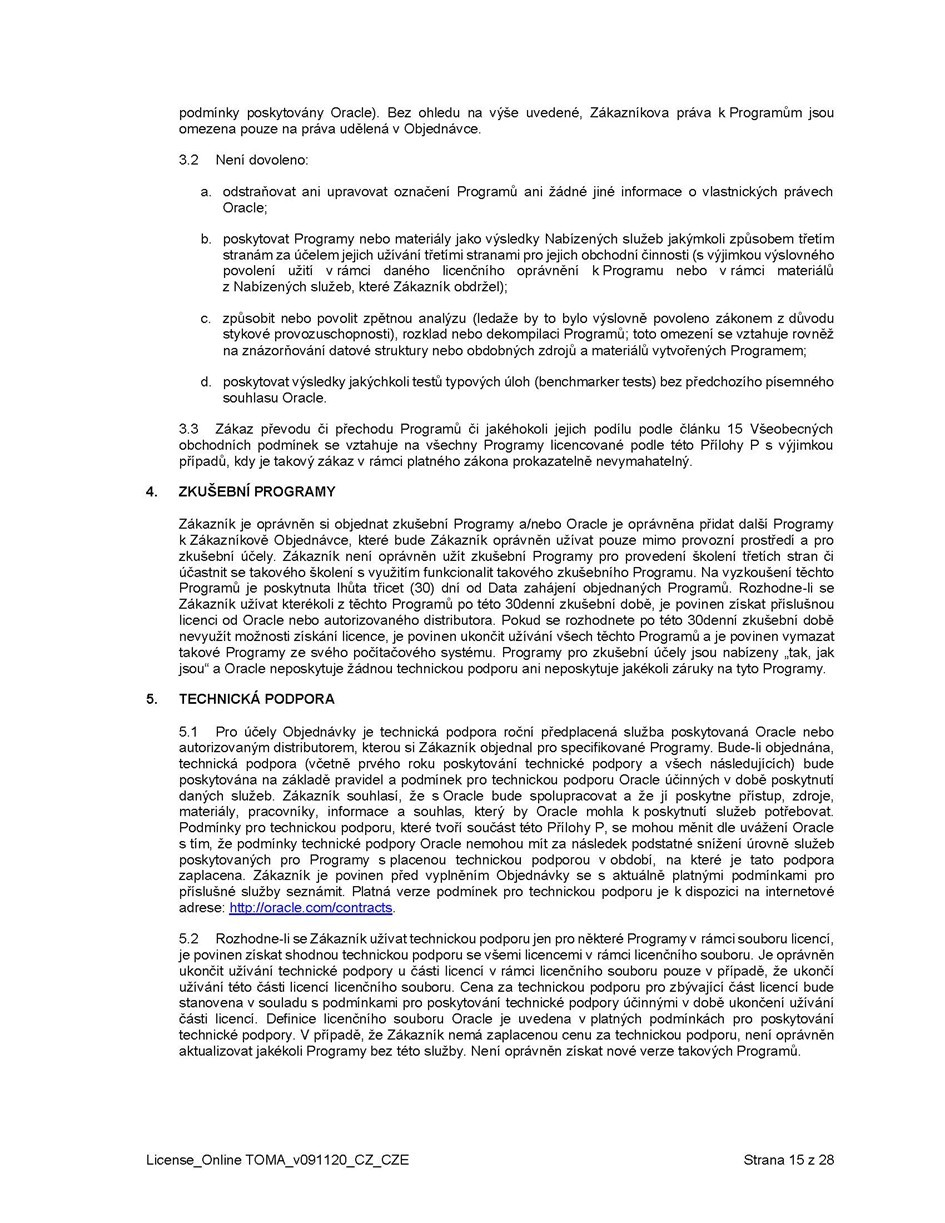 podmínky poskytovány Oracle). Bez ohledu na výše uvedené, Zákazníkova práva k Programům jsou
omezena pouze na práva udělená v Objednávce.
3.2 Není dovoleno:
a. odstraňovat ani upravovat označení Programů ani žádné jiné informace o vlastnických právech
Oracle;
b. poskytovat Programy nebo materiály jako výsledky Nabízených služeb jakýmkoli způsobem třetím
stranám za účelem jejich užívání třetími stranami pro jejich obchodní činnosti (s výjimkou výslovného
povolení užití v rámci daného licenčního oprávnění k Programu nebo v rámci materiálů
z Nabízených služeb, které Zákazník obdržel);
c. způsobit nebo povolit zpětnou analýzu (ledaže by to bylo výslovně povoleno zákonem z důvodu
stykové provozuschopnosti), rozklad nebo dekompilaci Programů; toto omezení se vztahuje rovněž
na znázorňování datové struktury nebo obdobných zdrojů a materiálů vytvořených Programem;
d. poskytovat výsledky jakýchkoli testů typových úloh (benchmarker tests) bez předchozího písemného
souhlasu Oracle.
3.3 Zákaz převodu či přechodu Programů či jakéhokoli jejich podílu podle článku 15 Všeobecných
obchodních podmínek se vztahuje na všechny Programy licencované podle této Přílohy P s výjimkou
případů, kdy je takový zákaz v rámci platného zákona prokazatelně nevymahatelný.
4. ZKUŠEBNÍ PROGRAMY
Zákazník je oprávněn si objednat zkušební Programy a/nebo Oracle je oprávněna přidat další Programy
k Zákazníkově Objednávce, které bude Zákazník oprávněn užívat pouze mimo provozní prostředí a pro
zkušební účely. Zákazník není oprávněn užít zkušební Programy pro provedení školení třetích stran či
účastnit se takového školení s využitím funkcionalit takového zkušebního Programu. Na vyzkoušení těchto
Programů je poskytnuta lhůta třicet (30) dní od Data zahájení objednaných Programů. Rozhodne-li se
Zákazník užívat kterékoli z těchto Programů po této 30denní zkušební době, je povinen získat příslušnou
licenci od Oracle nebo autorizovaného distributora. Pokud se rozhodnete po této 30denní zkušební době
nevyužít možnosti získání licence, je povinen ukončit užívání všech těchto Programů a je povinen vymazat
takové Programy ze svého počítačového systému. Programy pro zkušební účely jsou nabízeny „tak, jak
jsou“ a Oracle neposkytuje žádnou technickou podporu ani neposkytuje jakékoli záruky na tyto Programy.
5. TECHNICKÁ PODPORA
5.1 Pro účely Objednávky je technická podpora roční předplacená služba poskytovaná Oracle nebo
autorizovaným distributorem, kterou si Zákazník objednal pro specifikované Programy. Bude-li objednána,
technická podpora (včetně prvého roku poskytování technické podpory a všech následujících) bude
poskytována na základě pravidel a podmínek pro technickou podporu Oracle účinných v době poskytnutí
daných služeb. Zákazník souhlasí, že s Oracle bude spolupracovat a že jí poskytne přístup, zdroje,
materiály, pracovníky, informace a souhlas, který by Oracle mohla k poskytnutí služeb potřebovat.
Podmínky pro technickou podporu, které tvoří součást této Přílohy P, se mohou měnit dle uvážení Oracle
s tím, že podmínky technické podpory Oracle nemohou mít za následek podstatné snížení úrovně služeb
poskytovaných pro Programy s placenou technickou podporou v období, na které je tato podpora
zaplacena. Zákazník je povinen před vyplněním Objednávky se s aktuálně platnými podmínkami pro
příslušné služby seznámit. Platná verze podmínek pro technickou podporu je k dispozici na internetové
adrese: http://oracle.com/contracts.
5.2 Rozhodne-li se Zákazník užívat technickou podporu jen pro některé Programy v rámci souboru licencí,
je povinen získat shodnou technickou podporu se všemi licencemi v rámci licenčního souboru. Je oprávněn
ukončit užívání technické podpory u části licencí v rámci licenčního souboru pouze v případě, že ukončí
užívání této části licencí licenčního souboru. Cena za technickou podporu pro zbývající část licencí bude
stanovena v souladu s podmínkami pro poskytování technické podpory účinnými v době ukončení užívání
části licencí. Definice licenčního souboru Oracle je uvedena v platných podmínkách pro poskytování
technické podpory. V případě, že Zákazník nemá zaplacenou cenu za technickou podporu, není oprávněn
aktualizovat jakékoli Programy bez této služby. Není oprávněn získat nové verze takových Programů.
License_Online TOMA_v091120_CZ_CZE Strana 15 z 28